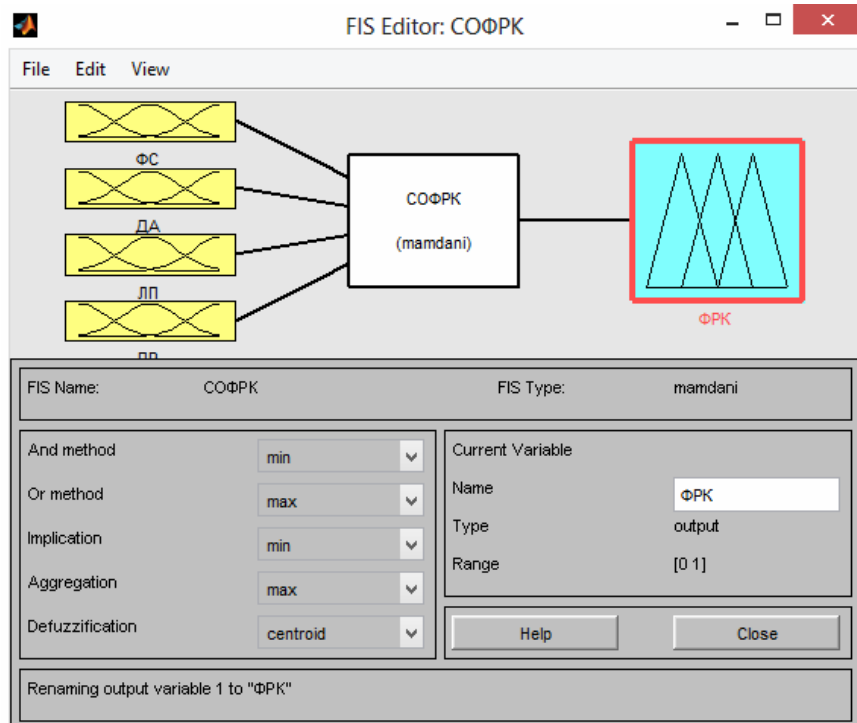 FIS Editor: СОФРК
File Edit View
ФС
ДА
ЛП
СОФРК
(mamdani)
ФРК
FIS Name: СОФРК FIS Type: mamdani
And method min
Or method max
Implication min
Aggregation max
Defuzzification centroid
Current Variable
Name ФРК
Type output
Range [0 1]
Help Close
Renaming output variable 1 to "ФРК"